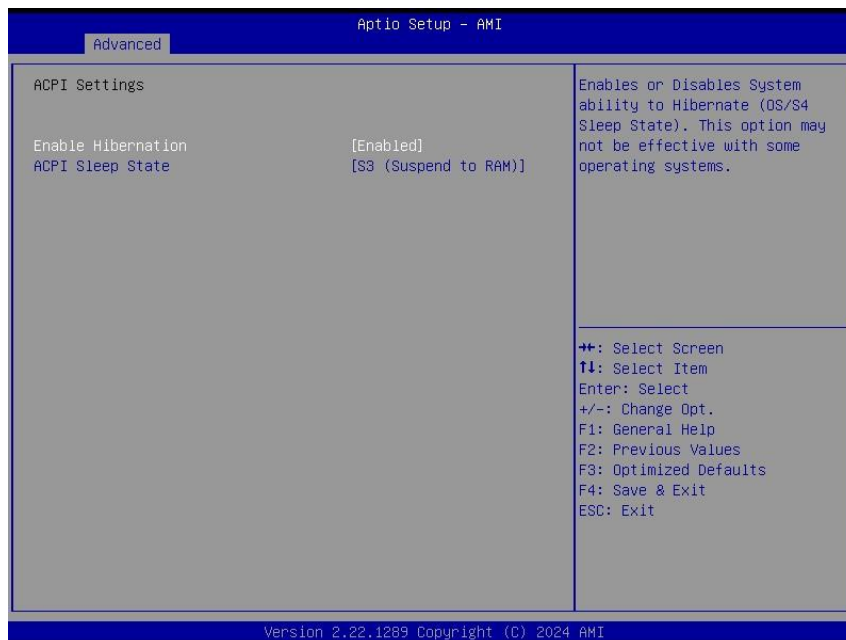 Aptio Setup – AMI
Advanced
ACPI Settings
Enable Hibernation [Enabled]
ACPI Sleep State [S3 (Suspend to RAM)]
Enables or Disables System
ability to Hibernate (OS/S4
Sleep State). This option may
not be effective with some
operating systems.
→←: Select Screen
↑↓: Select Item
Enter: Select
+/-: Change Opt.
F1: General Help
F2: Previous Values
F3: Optimized Defaults
F4: Save & Exit
ESC: Exit
Version 2.22.1289 Copyright (C) 2024 AMI